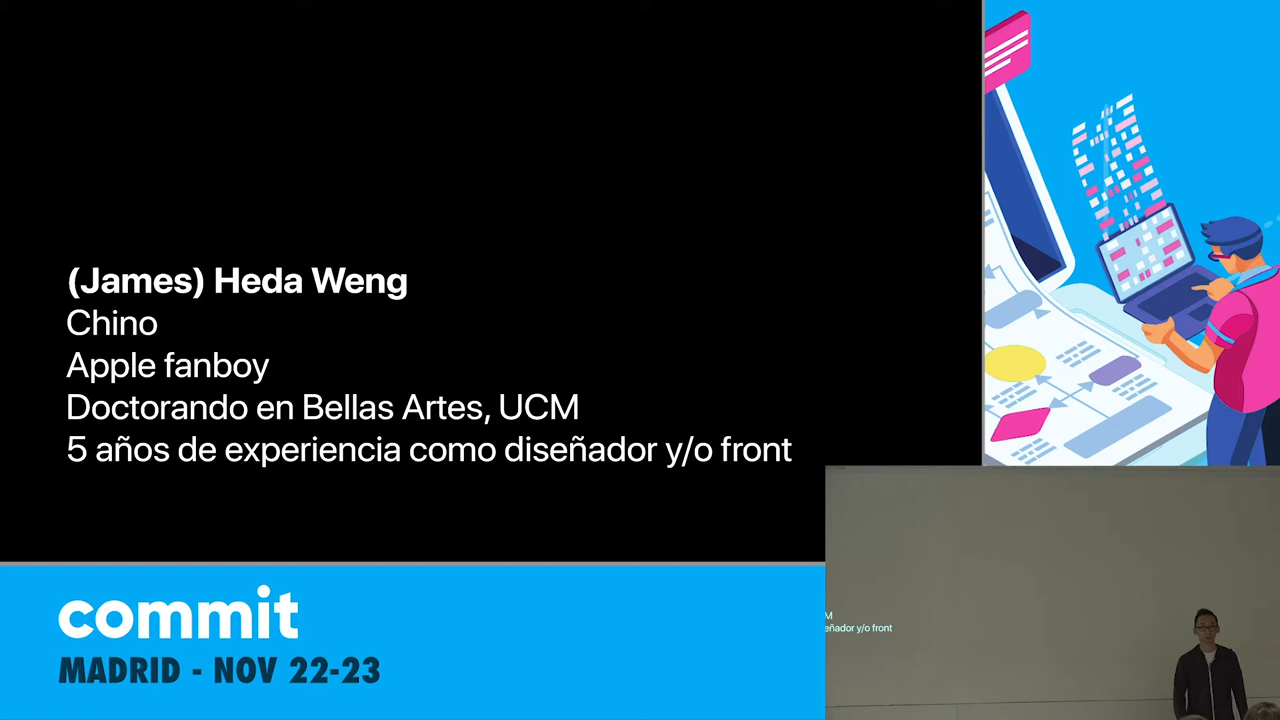 (James) Heda Weng
Chino
Apple fanboy
Doctorando en Bellas Artes, UCM
5 años de experiencia como diseñador y/o front
commit
MADRID - NOV 22-23
M
eñador y/o front